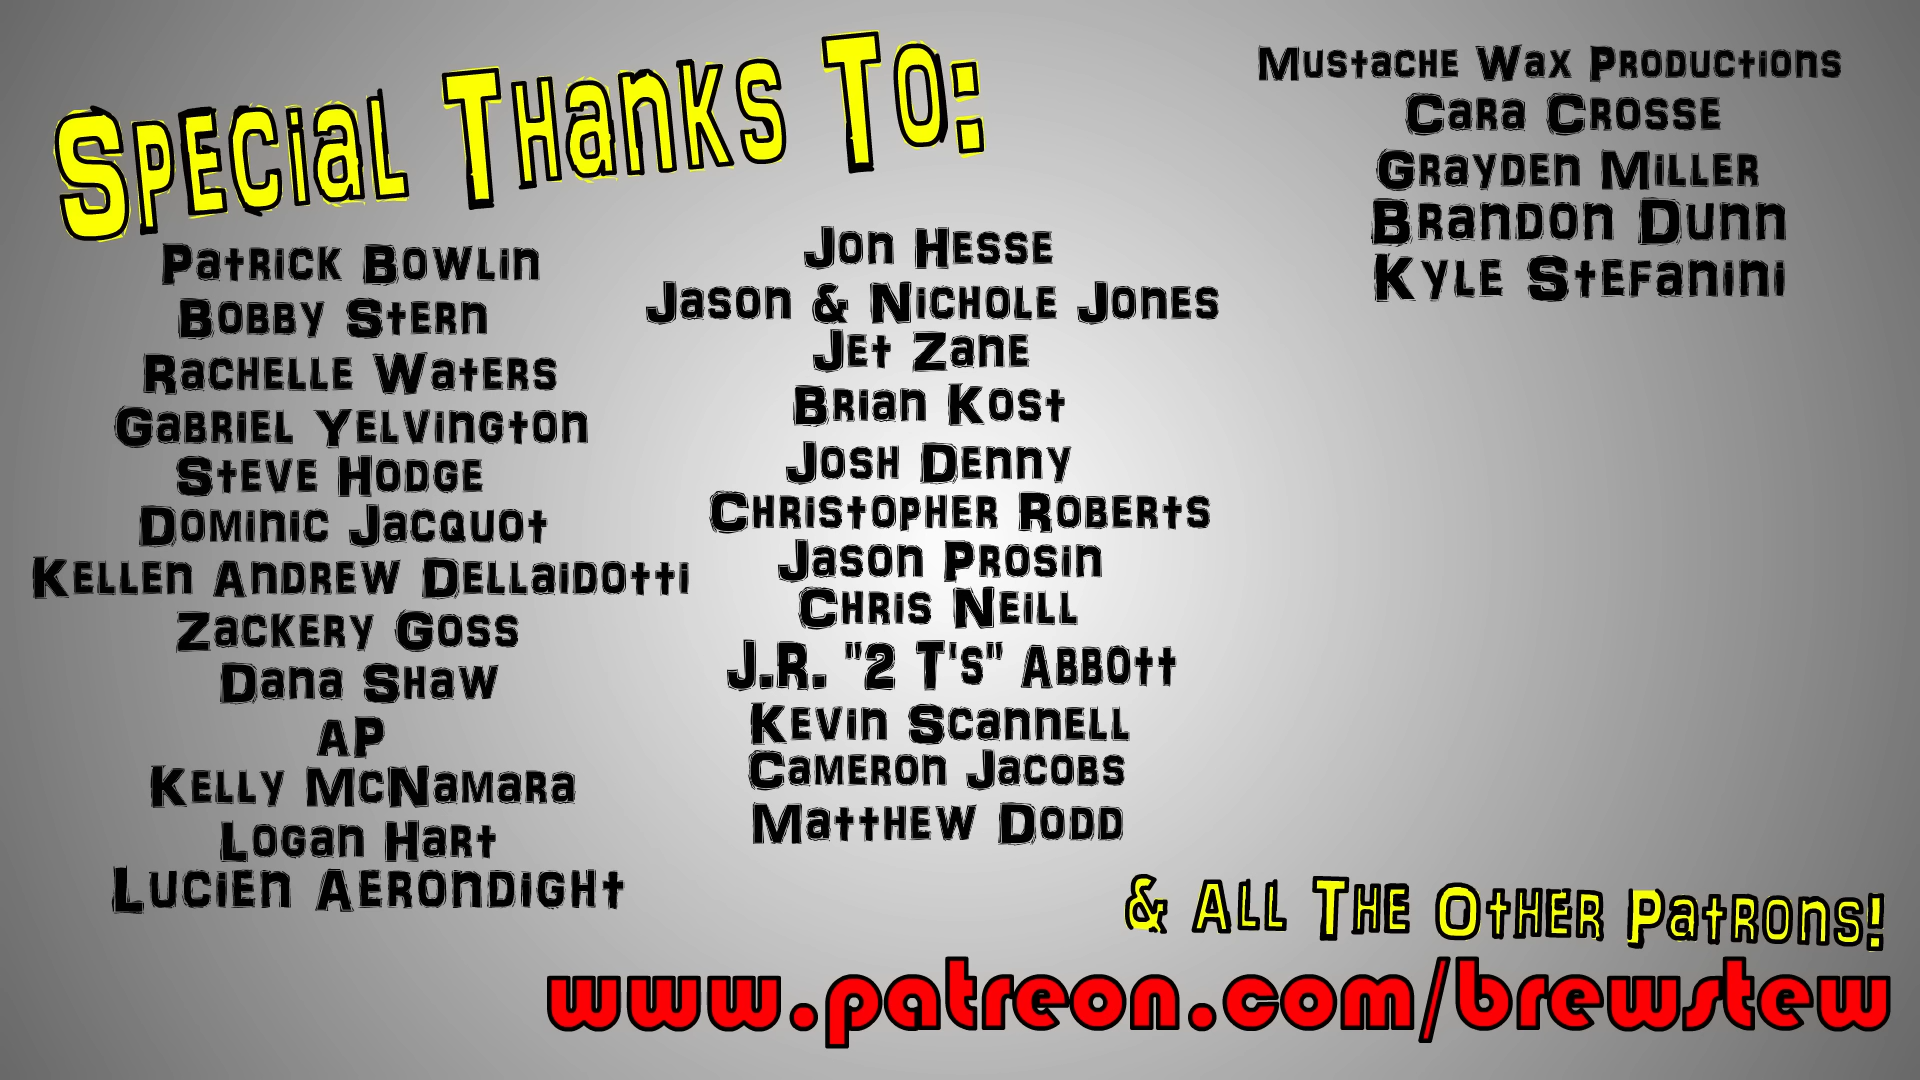 Special Thanks To:
Patrick Bowlin
Bobby Stern
Rachelle Waters
Gabriel Yelvington
Steve Hodge
Dominic Jacquot
Kellen Andrew Dellaidotti
Zackery Goss
Dana Shaw
AP
Kelly McNamara
Logan Hart
Lucien Aerondight
Jon Hesse
Jason & Nichole Jones
Jet Zane
Brian Kost
Josh Denny
Christopher Roberts
Jason Prosin
Chris Neill
J.R. "2 T's" Abbott
Kevin Scannell
Cameron Jacobs
Matthew Dodd
Mustache Wax Productions
Cara Crosse
Grayden Miller
Brandon Dunn
Kyle Stefanini
& All The Other Patrons!
www.patreon.com/brewstew